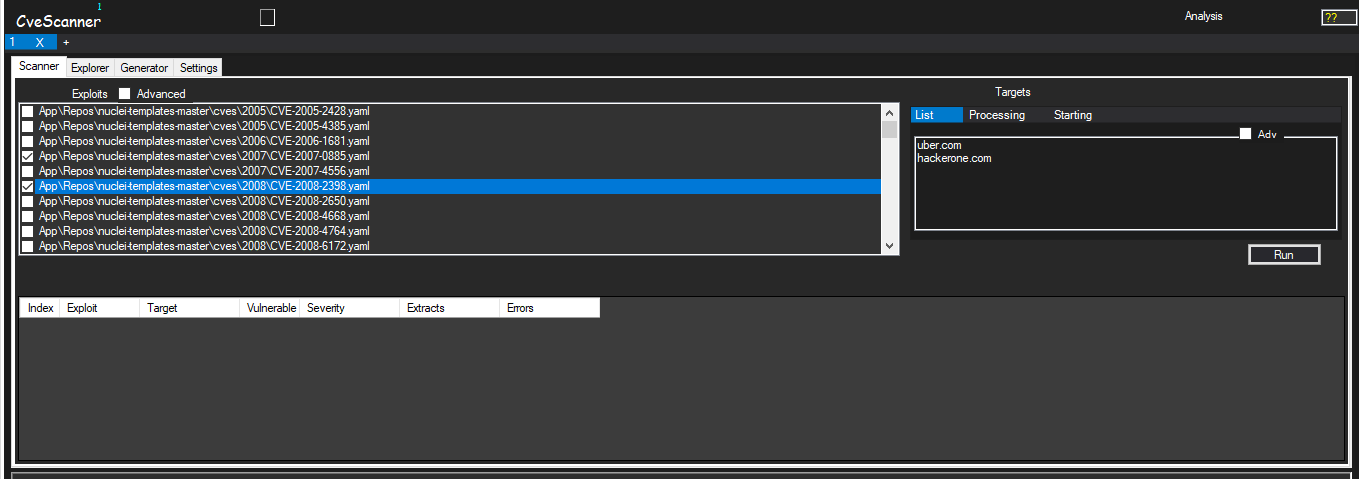 1
CveScanner
Analysis
??
1 X +
Scanner Explorer Generator Settings
Exploits Advanced
Targets
App\Repos\nuclei-templates-master\cves\2005\CVE-2005-2428.yaml
App\Repos\nuclei-templates-master\cves\2005\CVE-2005-4385.yaml
App\Repos\nuclei-templates-master\cves\2006\CVE-2006-1681.yaml
App\Repos\nuclei-templates-master\cves\2007\CVE-2007-0885.yaml
App\Repos\nuclei-templates-master\cves\2007\CVE-2007-4556.yaml
App\Repos\nuclei-templates-master\cves\2008\CVE-2008-2398.yaml
App\Repos\nuclei-templates-master\cves\2008\CVE-2008-2650.yaml
App\Repos\nuclei-templates-master\cves\2008\CVE-2008-4668.yaml
App\Repos\nuclei-templates-master\cves\2008\CVE-2008-4764.yaml
App\Repos\nuclei-templates-master\cves\2008\CVE-2008-6172.yaml
List Processing Starting
Adv
uber.com
hackerone.com
Run
Index Exploit Target Vulnerable Severity Extracts Errors